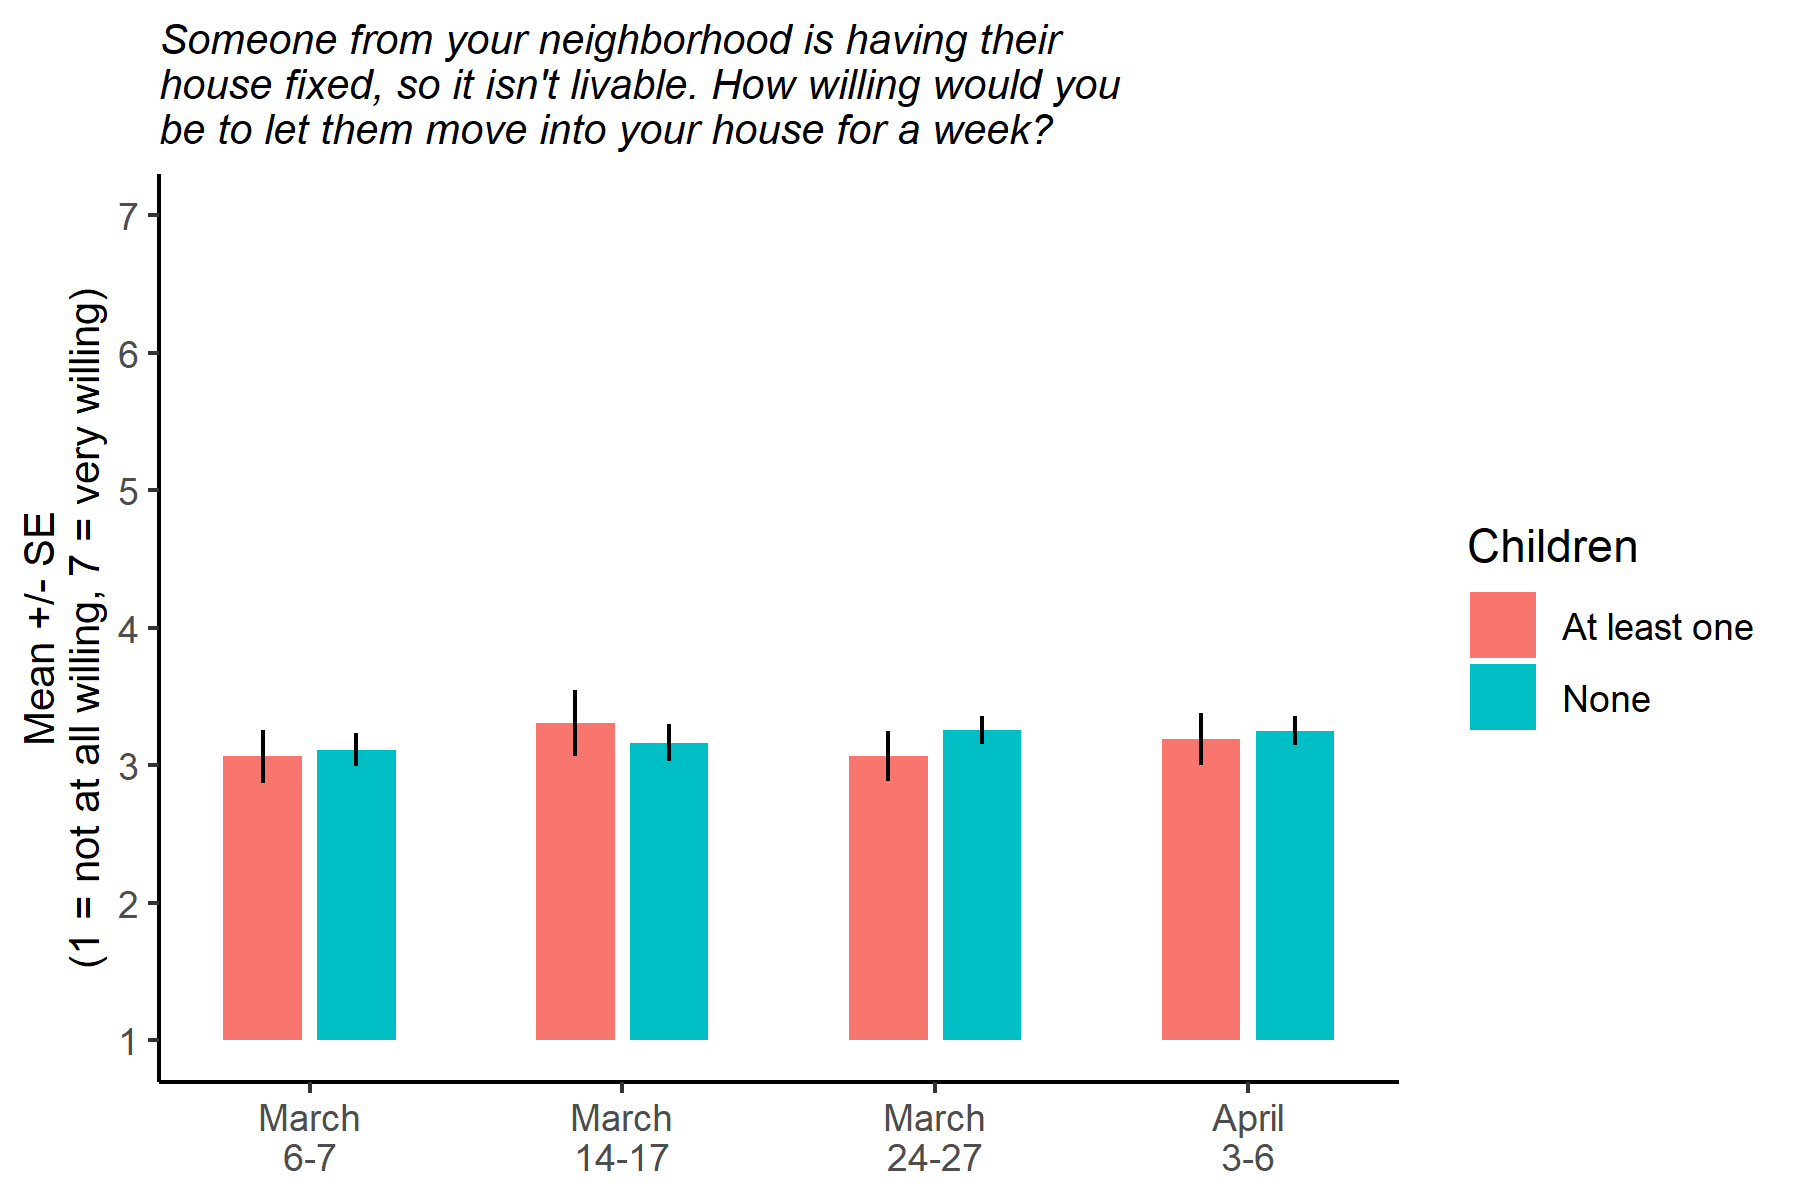 Someone from your neighborhood is having their
house fixed, so it isn't livable. How willing would you
be to let them move into your house for a week?
Mean +/- SE
(1 = not at all willing, 7 = very willing)
7
6
5
4
3
2
1
March
6-7
March
14-17
March
24-27
April
3-6
Children
At least one
None